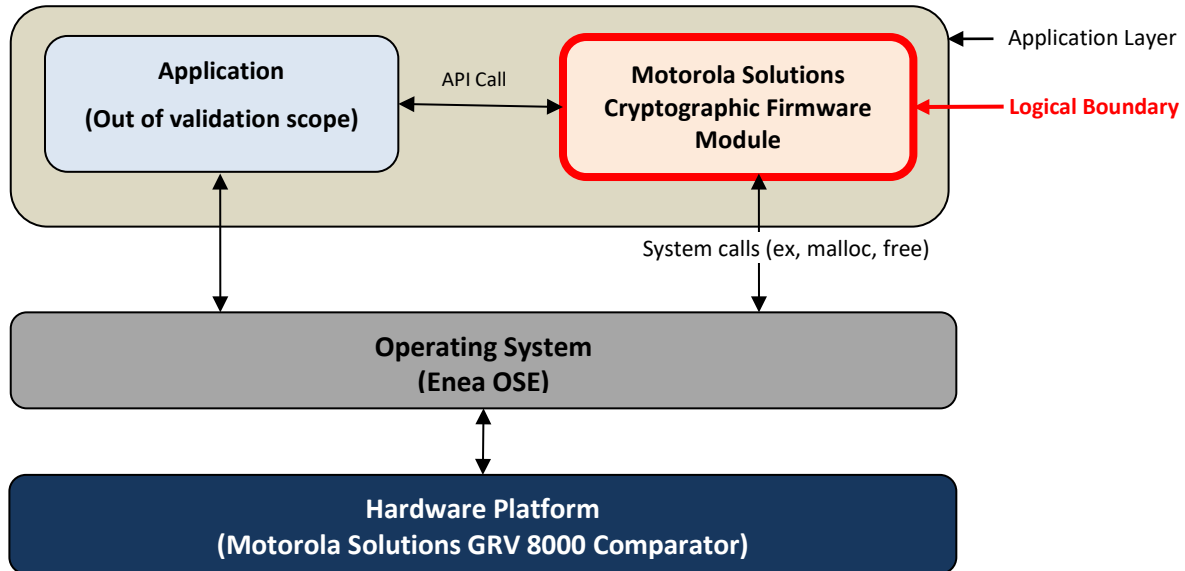 Application Layer
Application
(Out of validation scope)
API Call
Motorola Solutions
Cryptographic Firmware
Module
Logical Boundary
System calls (ex, malloc, free)
Operating System
(Enea OSE)
Hardware Platform
(Motorola Solutions GRV 8000 Comparator)